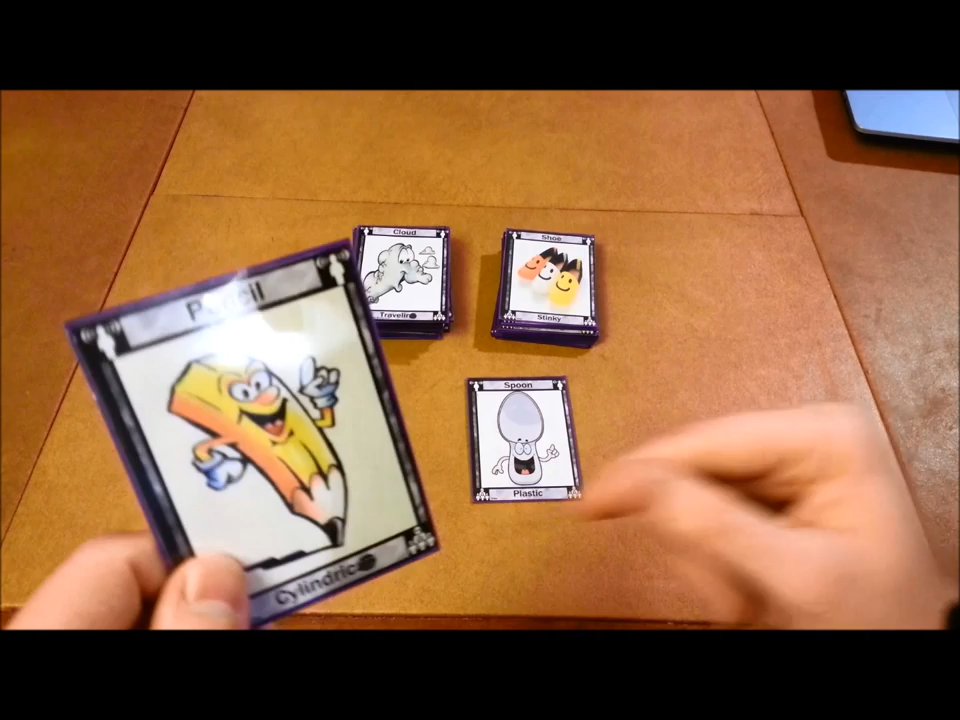 Cloud
Travelin
Shoe
Stinky
Pencil
Cylindric
Spoon
Plastic